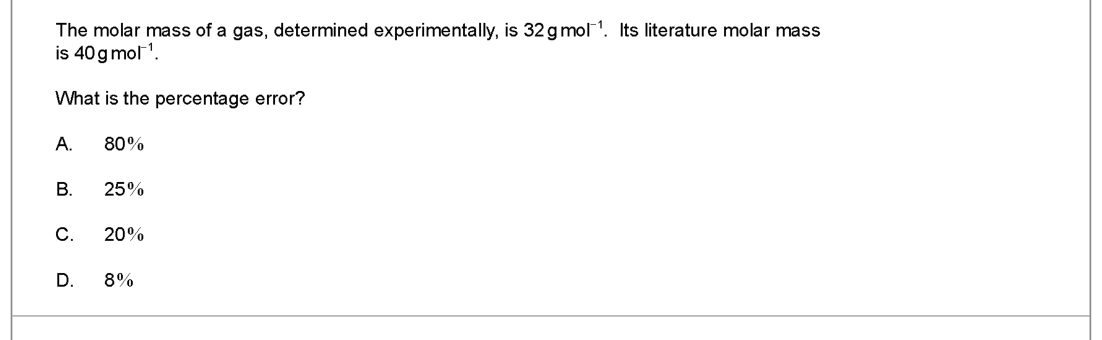 The molar mass of a gas, determined experimentally, is 32 g mol⁻¹. Its literature molar mass
is 40 g mol⁻¹.
What is the percentage error?
A. 80%
B. 25%
C. 20%
D. 8%